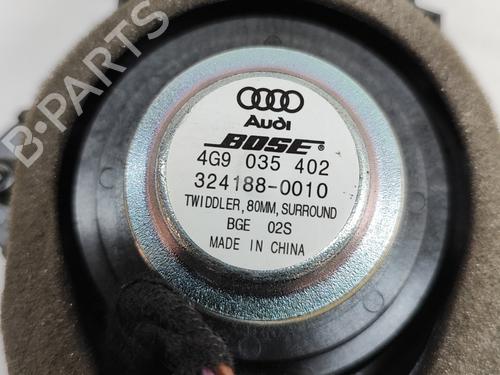 B-PARTS
Audi
BOSE
4G9 035 402
324188-0010
TWIDDLER, 80MM, SURROUND
BGE 02S
MADE IN CHINA